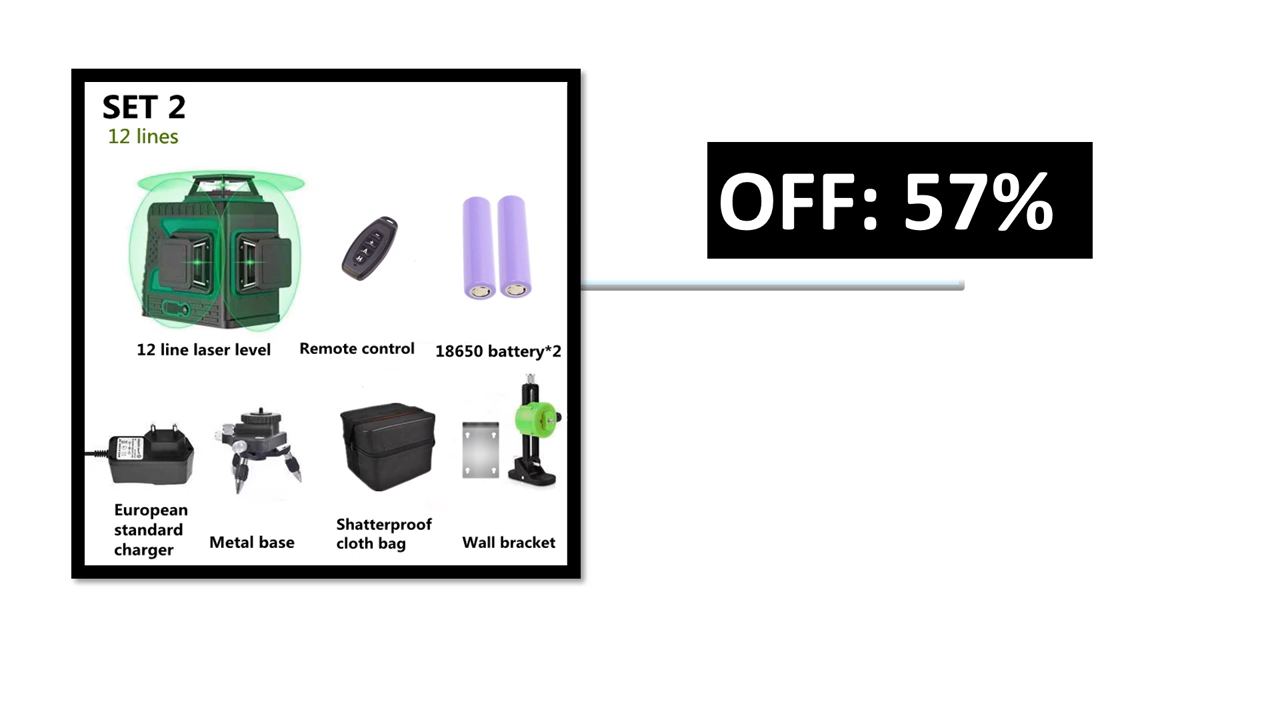 SET 2
12 lines
OFF: 57%
12 line laser level
Remote control
18650 battery*2
European
standard
charger
Metal base
Shatterproof
cloth bag
Wall bracket